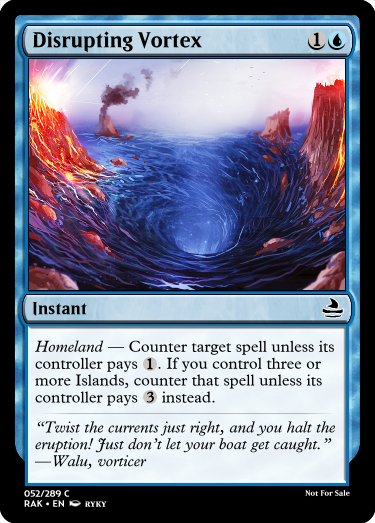 Disrupting Vortex 1
Instant
Homeland — Counter target spell unless its
controller pays 1. If you control three or
more Islands, counter that spell unless its
controller pays 3 instead.
“Twist the currents just right, and you halt the
eruption! Just don’t let your boat get caught.”
—Walu, vorticer
052/289 C
Not For Sale
RAK • EN RYKY